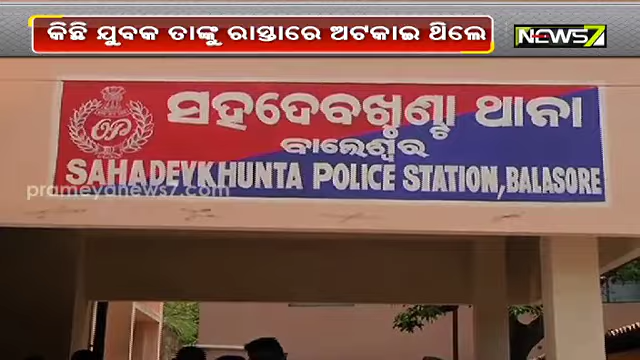 କିଛି ଯୁବକ ତାଙ୍କୁ ରାସ୍ତାରେ ଅଟକାଇ ଥିଲେ
NEWS7
ସହଦେବଖୁଣ୍ଟା ଥାନା
ବାଲେଶ୍ୱର
SAHADEVKHUNTA POLICE STATION, BALASORE
prameyanews7.com